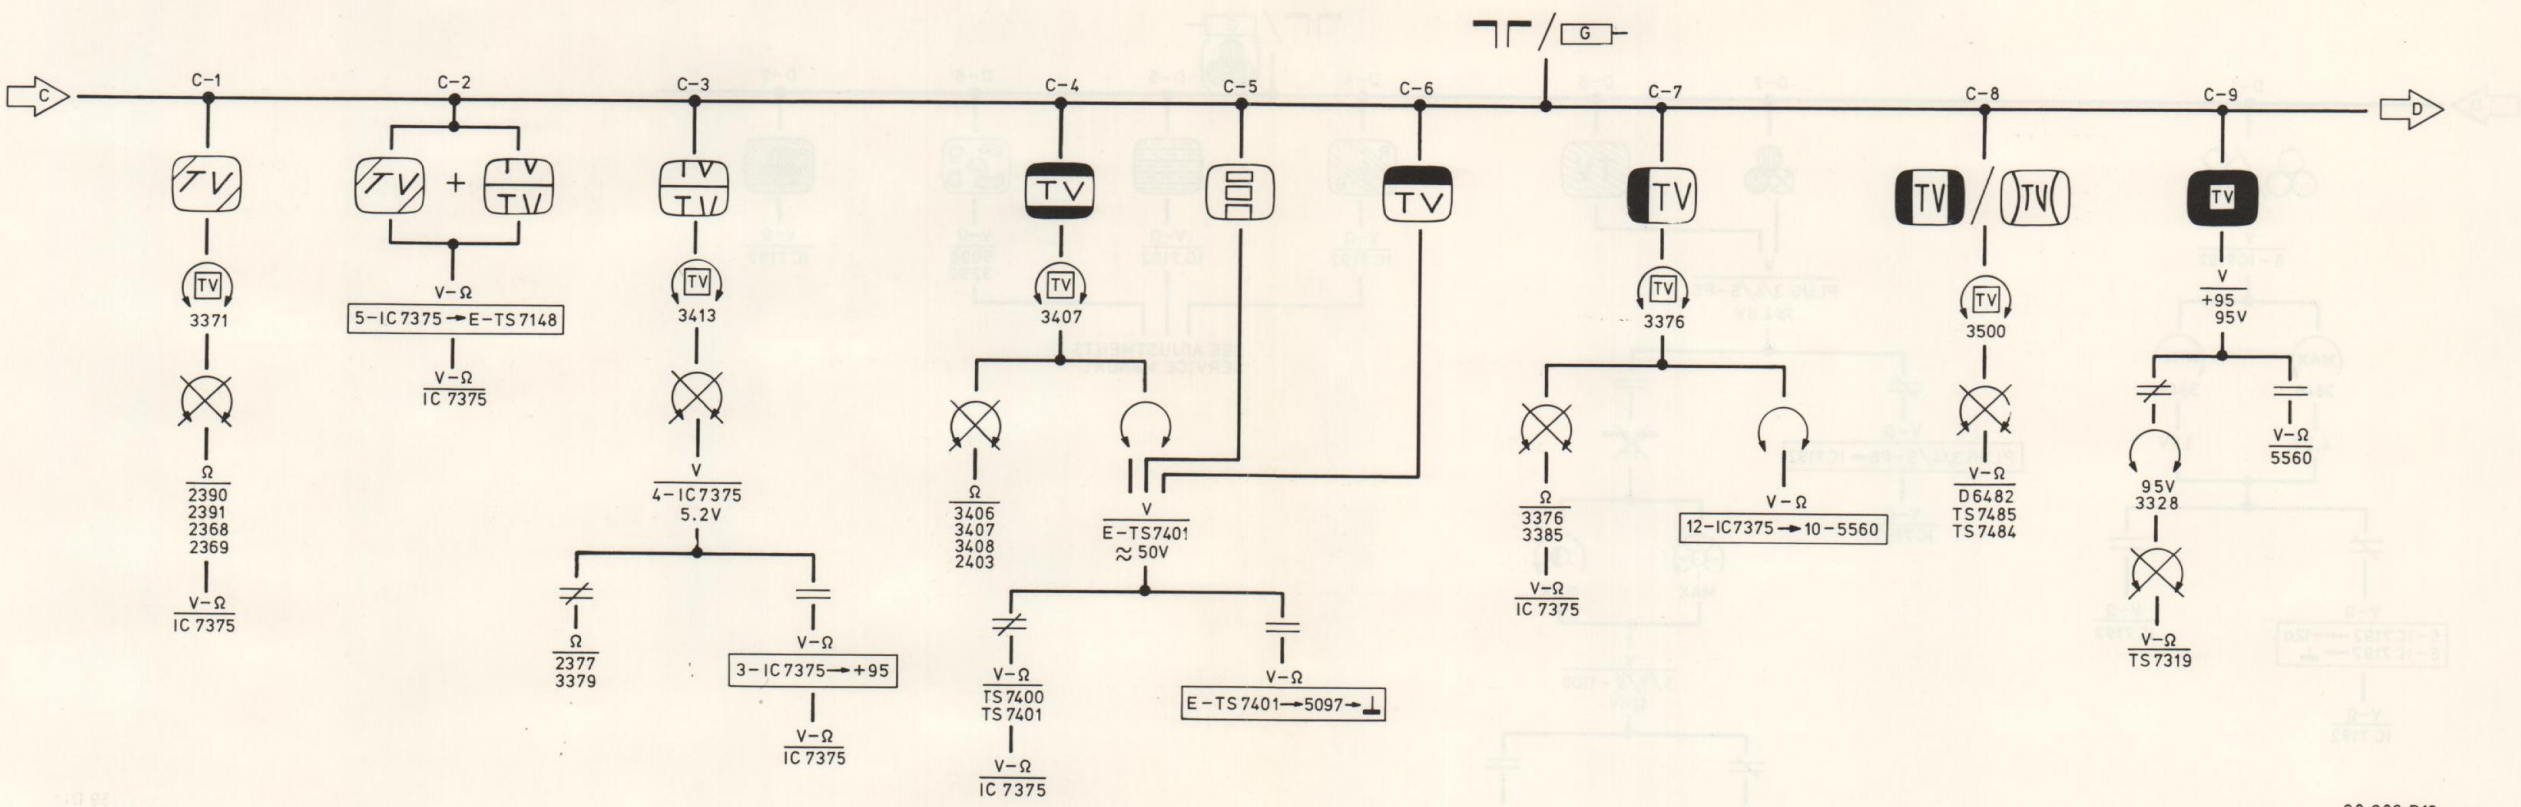 C
C-1
TV
TV
3371
Ω
2390
2391
2368
2369
V-Ω
IC 7375
C-2
TV
+
TV
TV
V-Ω
5-IC7375→E-TS7148
V-Ω
IC 7375
C-3
TV
TV
TV
3413
V
4-IC7375
5.2V
Ω
2377
3379
V-Ω
3-IC7375→+95
V-Ω
IC 7375
C-4
TV
TV
3407
Ω
3406
3407
3408
2403
C-5
C-6
TV
V
E-TS7401
≈ 50V
V-Ω
TS7400
TS7401
V-Ω
IC 7375
V-Ω
E-TS7401→5097→⊥
/ G
C-7
TV
TV
3376
Ω
3376
3385
V-Ω
IC 7375
V-Ω
12-IC7375→10-5560
C-8
TV / TV
TV
3500
V-Ω
D6482
TS7485
TS7484
C-9
TV
V
+95
95V
95V
3328
V-Ω
TS7319
V-Ω
5560
D